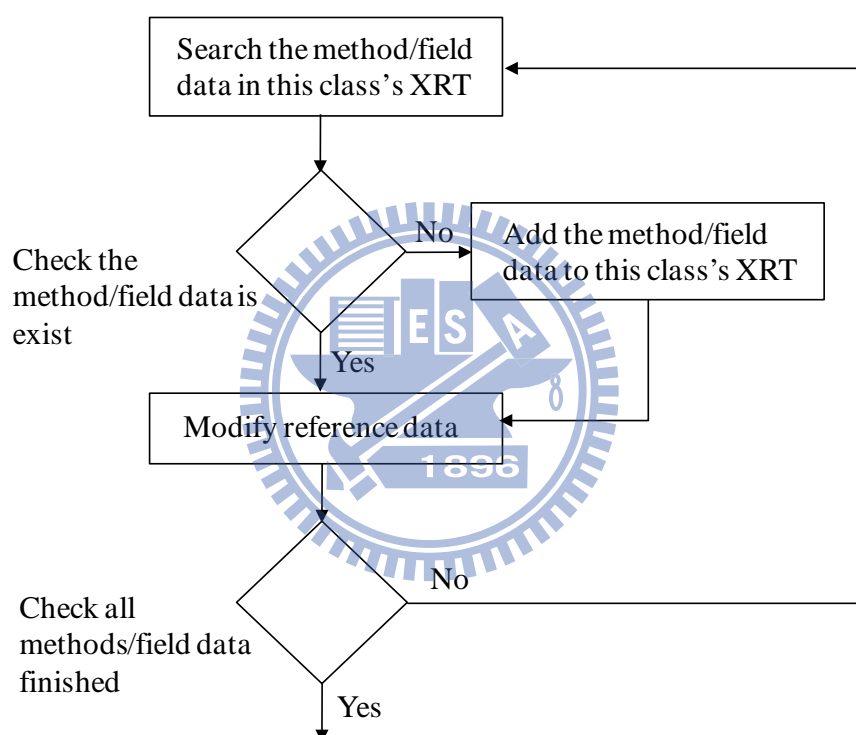 Search the method/field
data in this class’s XRT
No
Add the method/field
data to this class’s XRT
Check the
method/field data is
exist
E S A
Yes
8
Modify reference data
1896
No
Check all
methods/field data
finished
Yes